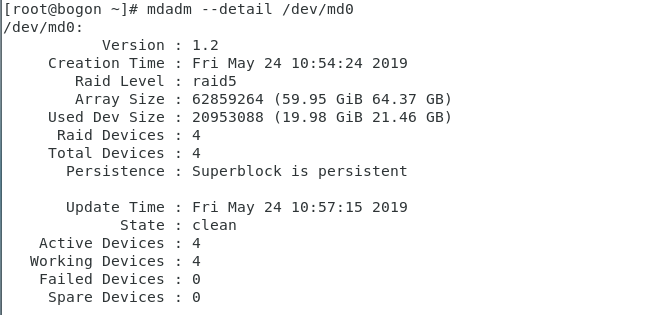 [root@bogon ~]# mdadm --detail /dev/md0
/dev/md0:
Version : 1.2
Creation Time : Fri May 24 10:54:24 2019
Raid Level : raid5
Array Size : 62859264 (59.95 GiB 64.37 GB)
Used Dev Size : 20953088 (19.98 GiB 21.46 GB)
Raid Devices : 4
Total Devices : 4
Persistence : Superblock is persistent
Update Time : Fri May 24 10:57:15 2019
State : clean
Active Devices : 4
Working Devices : 4
Failed Devices : 0
Spare Devices : 0